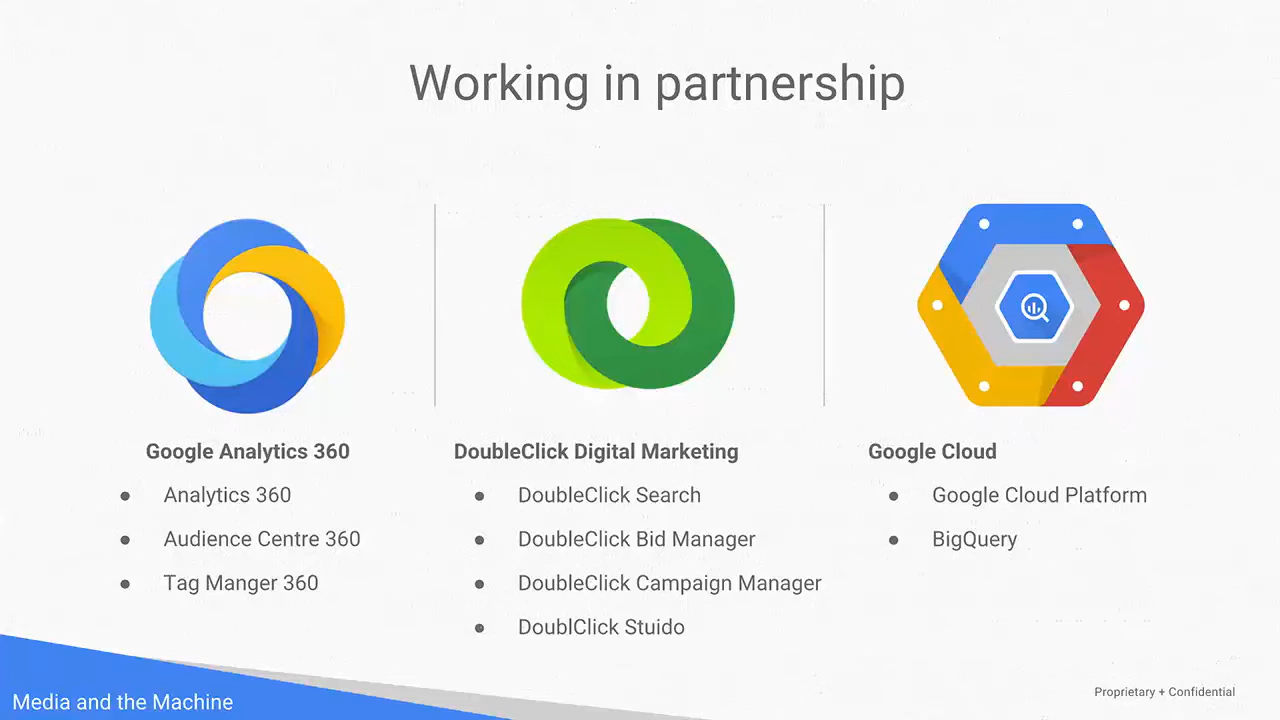 Working in partnership
Google Analytics 360
• Analytics 360
• Audience Centre 360
• Tag Manger 360
DoubleClick Digital Marketing
• DoubleClick Search
• DoubleClick Bid Manager
• DoubleClick Campaign Manager
• DoublClick Stuido
Google Cloud
• Google Cloud Platform
• BigQuery
Media and the Machine
Proprietary + Confidential